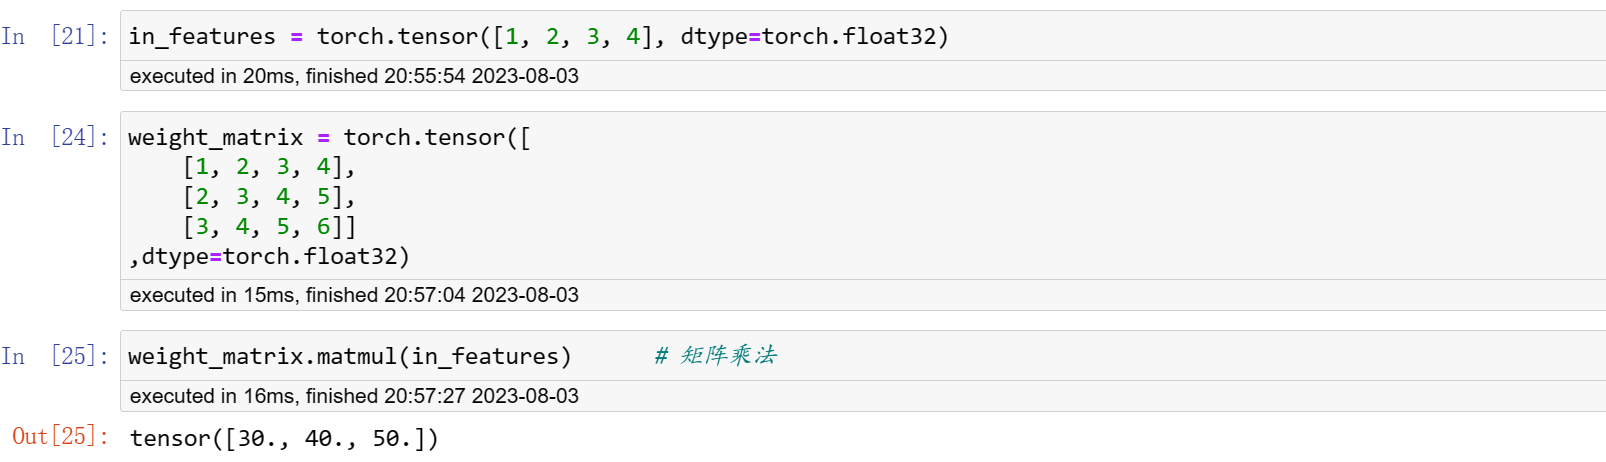 In [21]: in_features = torch.tensor([1, 2, 3, 4], dtype=torch.float32)
executed in 20ms, finished 20:55:54 2023-08-03
In [24]: weight_matrix = torch.tensor([
[1, 2, 3, 4],
[2, 3, 4, 5],
[3, 4, 5, 6]]
,dtype=torch.float32)
executed in 15ms, finished 20:57:04 2023-08-03
In [25]: weight_matrix.matmul(in_features) # 矩阵乘法
executed in 16ms, finished 20:57:27 2023-08-03
Out[25]: tensor([30., 40., 50.])